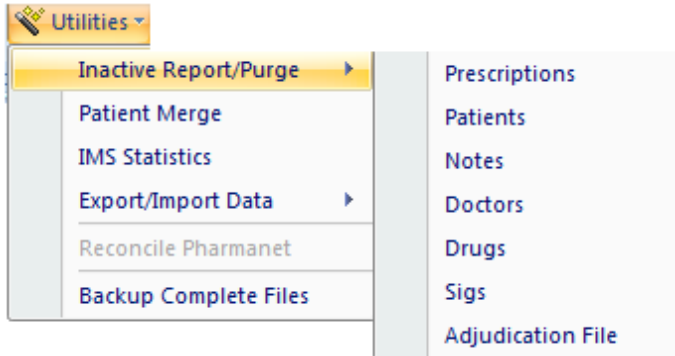 Utilities
Inactive Report/Purge
Patient Merge
IMS Statistics
Export/Import Data
Reconcile Pharmanet
Backup Complete Files
Prescriptions
Patients
Notes
Doctors
Drugs
Sigs
Adjudication File